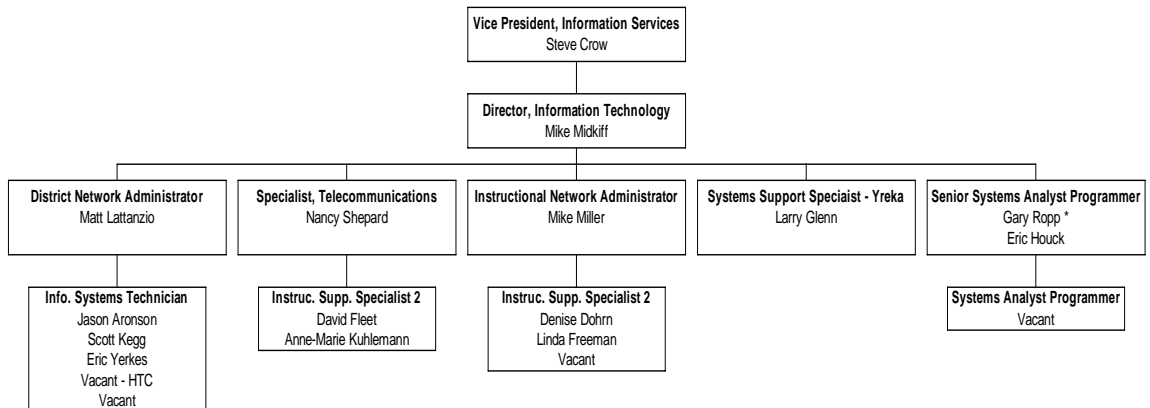 Vice President, Information Services
Steve Crow
Director, Information Technology
Mike Midkiff
District Network Administrator
Matt Lattanzio
Specialist, Telecommunications
Nancy Shepard
Instructional Network Administrator
Mike Miller
Systems Support Speciaist - Yreka
Larry Glenn
Senior Systems Analyst Programmer
Gary Ropp *
Eric Houck
Info. Systems Technician
Jason Aronson
Scott Kegg
Eric Yerkes
Vacant - HTC
Vacant
Instruc. Supp. Specialist 2
David Fleet
Anne-Marie Kuhlemann
Instruc. Supp. Specialist 2
Denise Dohrn
Linda Freeman
Vacant
Systems Analyst Programmer
Vacant